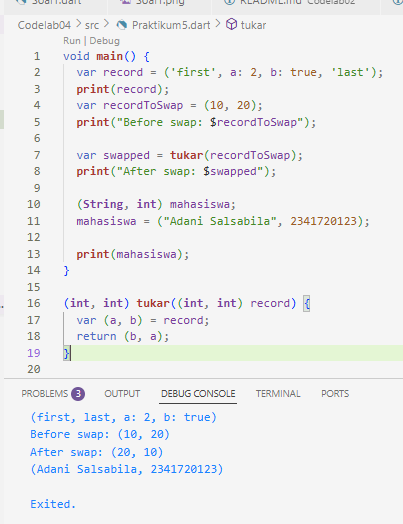 Soal1.dart Soal1.png README.md Codelab02
Codelab04 > src > Praktikum5.dart > tukar
Run | Debug
1 void main() {
2 var record = ('first', a: 2, b: true, 'last');
3 print(record);
4 var recordToSwap = (10, 20);
5 print("Before swap: $recordToSwap");
6
7 var swapped = tukar(recordToSwap);
8 print("After swap: $swapped");
9
10 (String, int) mahasiswa;
11 mahasiswa = ("Adani Salsabila", 2341720123);
12
13 print(mahasiswa);
14 }
15
16 (int, int) tukar((int, int) record) {
17 var (a, b) = record;
18 return (b, a);
19 }
20
PROBLEMS 3 OUTPUT DEBUG CONSOLE TERMINAL PORTS
(first, last, a: 2, b: true)
Before swap: (10, 20)
After swap: (20, 10)
(Adani Salsabila, 2341720123)
Exited.